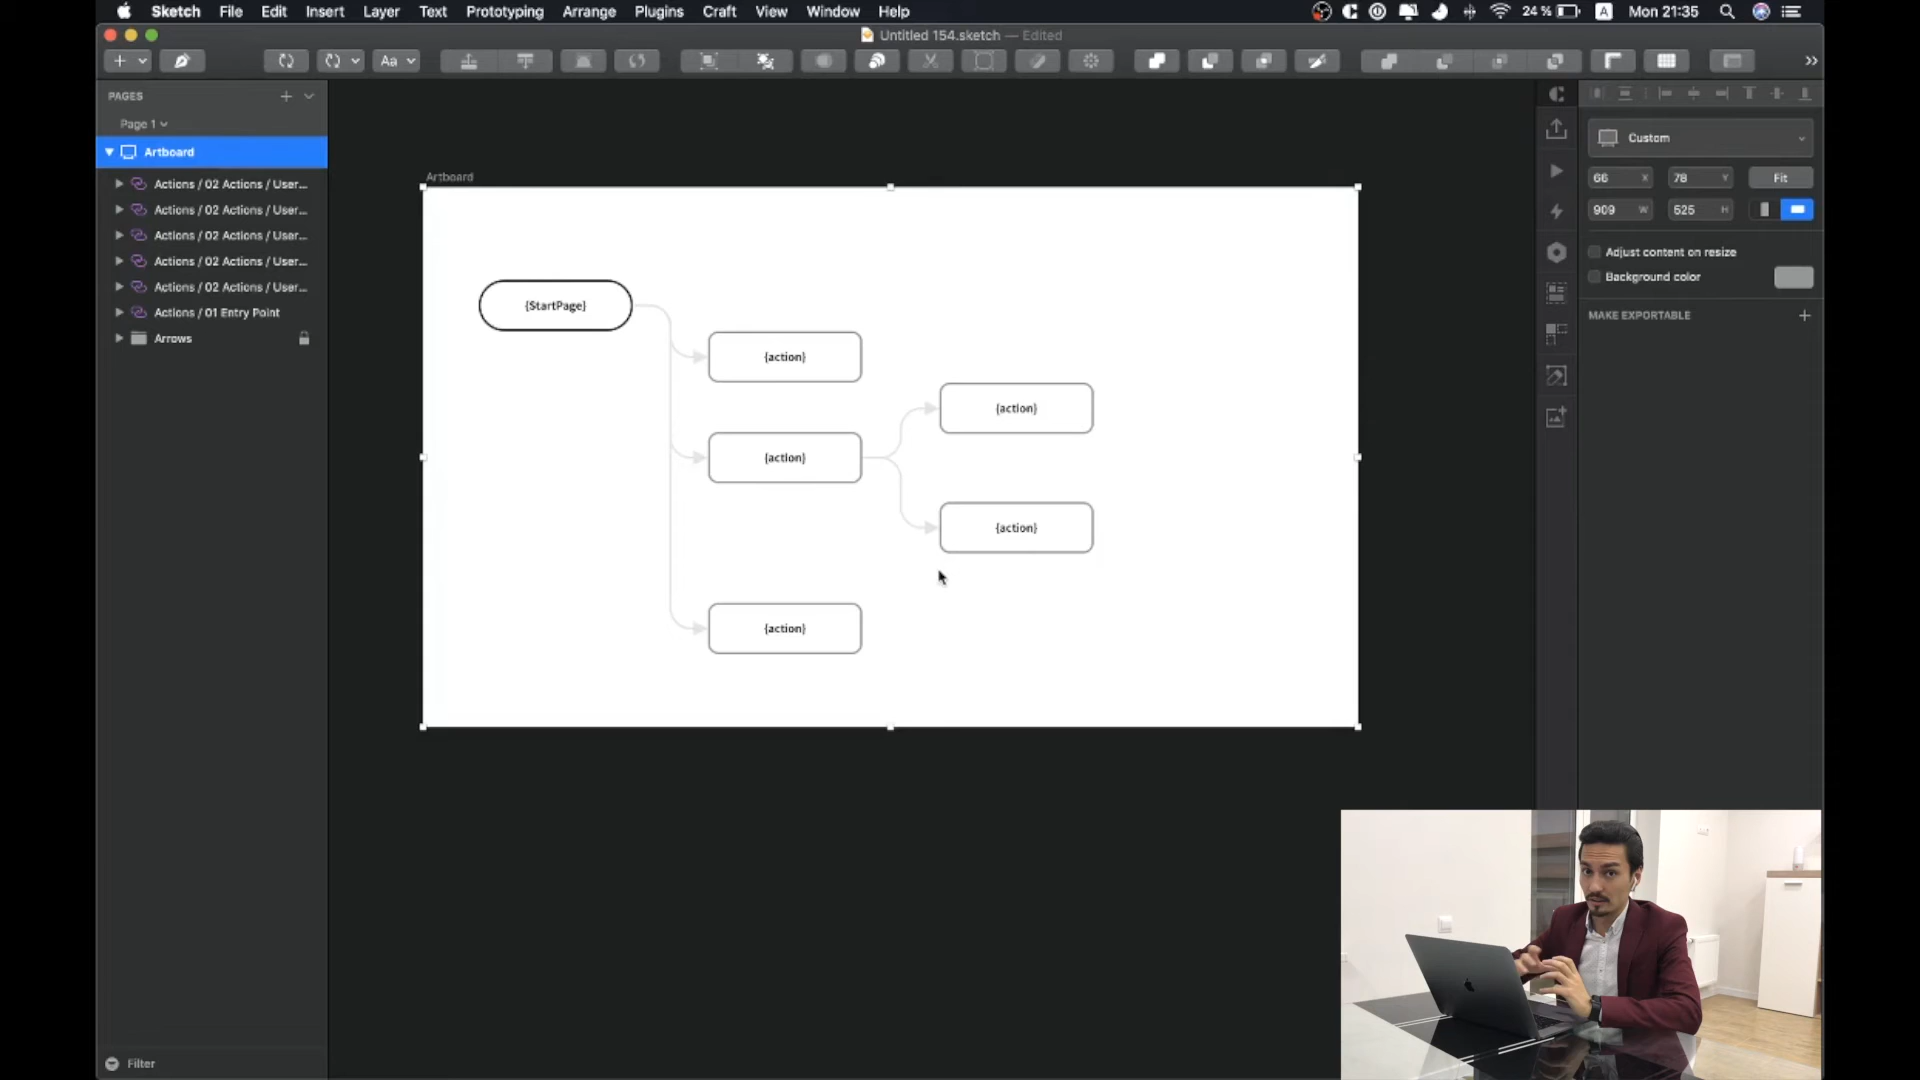 Sketch File Edit Insert Layer Text Prototyping Arrange Plugins Craft View Window Help 24 % A Mon 21:35
Untitled 154.sketch — Edited
Aa
PAGES
Page 1
Artboard
Actions / 02 Actions / User...
Actions / 02 Actions / User...
Actions / 02 Actions / User...
Actions / 02 Actions / User...
Actions / 02 Actions / User...
Actions / 01 Entry Point
Arrows
Filter
Artboard
{StartPage}
{action}
{action}
{action}
{action}
{action}
Custom
66 X 78 Y Fit
909 W 525 H
Adjust content on resize
Background color
MAKE EXPORTABLE